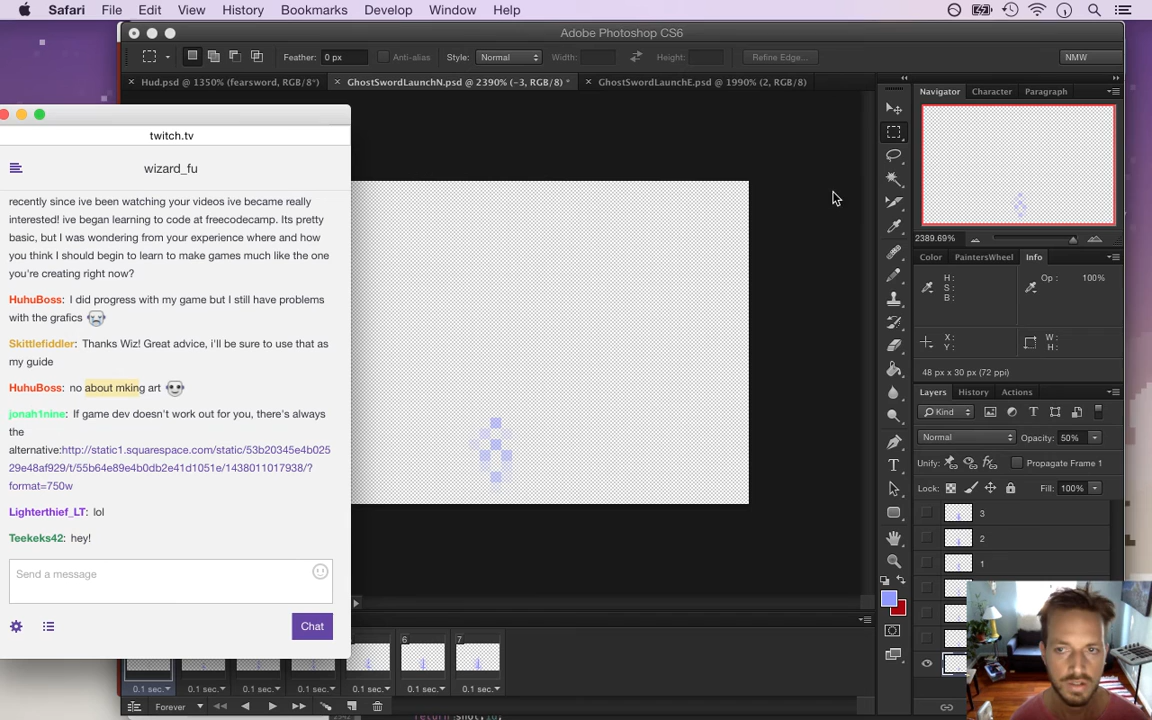 Safari File Edit View History Bookmarks Develop Window Help
Adobe Photoshop CS6
Feather: 0 px Anti-alias Style: Normal Width: Height: Refine Edge... NMW
Hud.psd @ 1350% (fearsword, RGB/8*) GhostSwordLaunchN.psd @ 2390% (~3, RGB/8) * GhostSwordLaunchE.psd @ 1990% (2, RGB/8)
Navigator Character Paragraph
2389.69%
Color PaintersWheel Info
H: Op: 100%
S:
B:
X: W:
Y: H:
48 px x 30 px (72 ppi)
Layers History Actions
Kind
Normal Opacity: 50%
Unify: Propagate Frame 1
Lock: Fill: 100%
3
2
1
twitch.tv
wizard_fu
recently since ive been watching your videos ive became really
interested! ive began learning to code at freecodecamp. Its pretty
basic, but I was wondering from your experience where and how
you think I should begin to learn to make games much like the one
you're creating right now?
HuhuBoss: I did progress with my game but I still have problems
with the grafics
Skittlefiddler: Thanks Wiz! Great advice, i'll be sure to use that as
my guide
HuhuBoss: no about mking art
jonah1nine: If game dev doesn't work out for you, there's always
the
alternative:http://static1.squarespace.com/static/53b20345e4b025
29e48af929/t/55b64e89e4b0db2e41d1051e/1438011017938/?
format=750w
Lighterthief_LT: lol
Teekeks42: hey!
Send a message
Chat
6 7
0.1 sec. 0.1 sec. 0.1 sec. 0.1 sec. 0.1 sec. 0.1 sec. 0.1 sec.
Forever